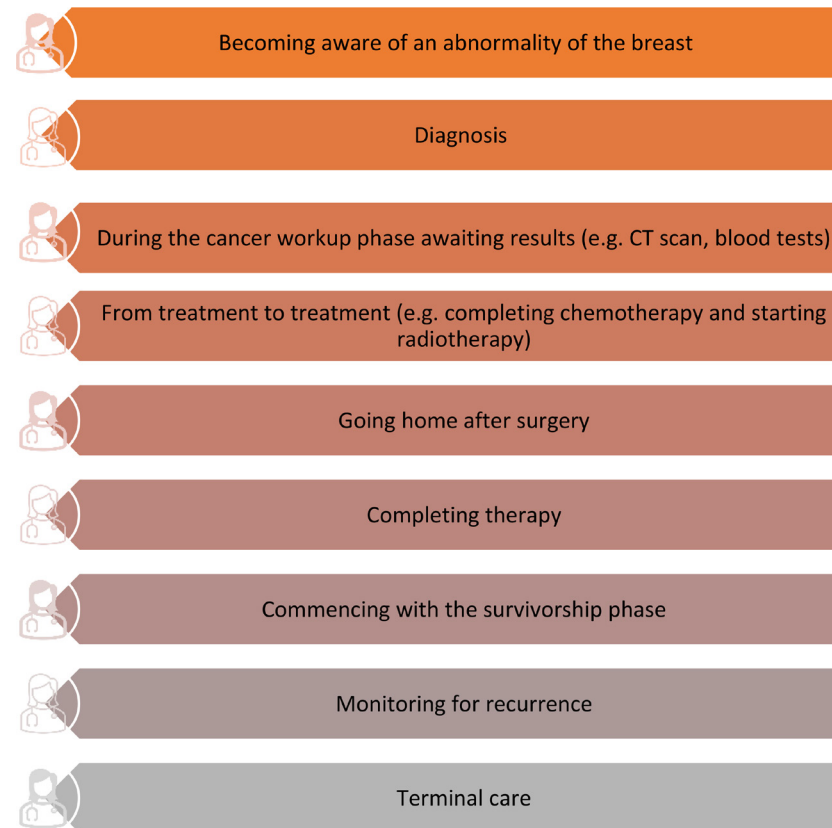 Becoming aware of an abnormality of the breast
Diagnosis
During the cancer workup phase awaiting results (e.g. CT scan, blood tests)
From treatment to treatment (e.g. completing chemotherapy and starting
radiotherapy)
Going home after surgery
Completing therapy
Commencing with the survivorship phase
Monitoring for recurrence
Terminal care